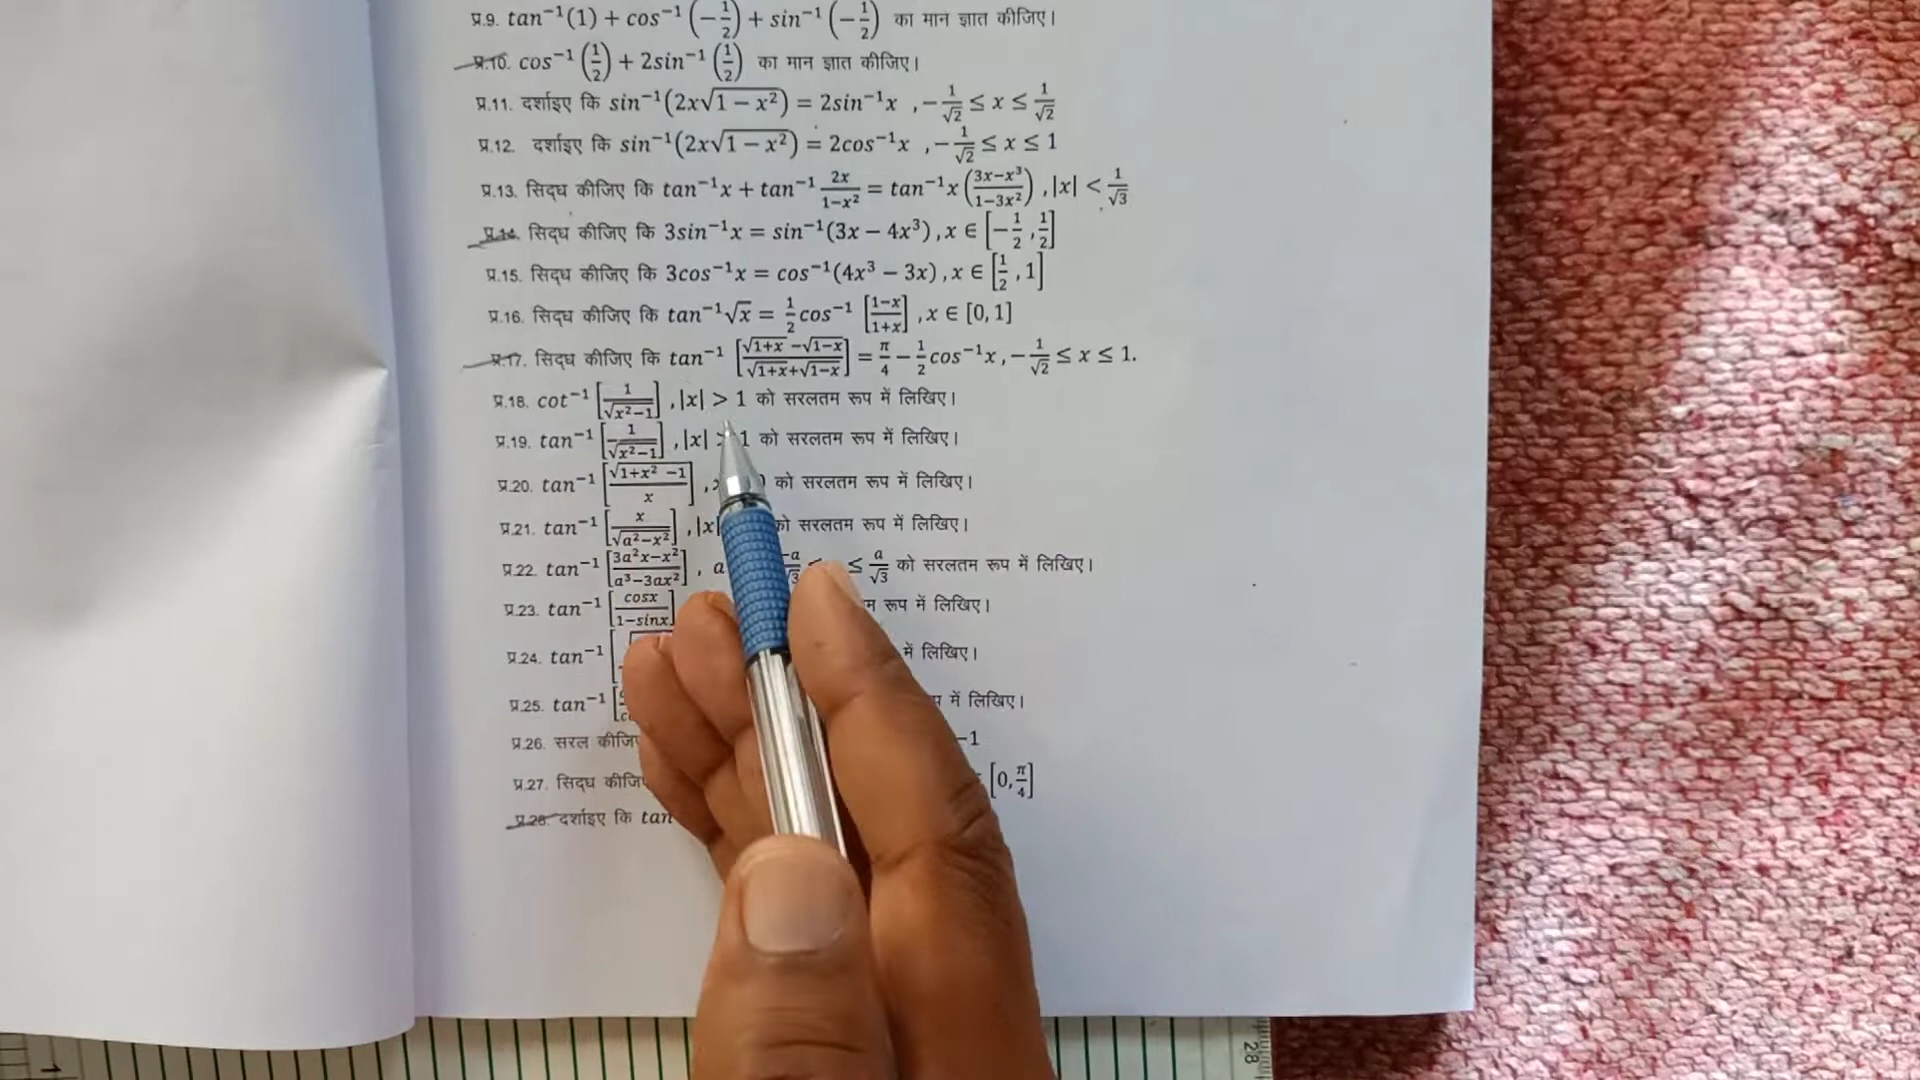 प्र.9. tan⁻¹(1) + cos⁻¹(−1/2) + sin⁻¹(−1/2) का मान ज्ञात कीजिए।
प्र.10. cos⁻¹(1/2) + 2sin⁻¹(1/2) का मान ज्ञात कीजिए।
प्र.11. दर्शाइए कि sin⁻¹(2x√(1 − x²)) = 2sin⁻¹x , −1/√2 ≤ x ≤ 1/√2
प्र.12. दर्शाइए कि sin⁻¹(2x√(1 − x²)) = 2cos⁻¹x , −1/√2 ≤ x ≤ 1
प्र.13. सिद्ध कीजिए कि tan⁻¹x + tan⁻¹ 2x/(1−x²) = tan⁻¹x ((3x−x³)/(1−3x²)) , |x| < 1/√3
प्र.14. सिद्ध कीजिए कि 3sin⁻¹x = sin⁻¹(3x − 4x³) , x ∈ [−1/2 , 1/2]
प्र.15. सिद्ध कीजिए कि 3cos⁻¹x = cos⁻¹(4x³ − 3x) , x ∈ [1/2 , 1]
प्र.16. सिद्ध कीजिए कि tan⁻¹√x = 1/2 cos⁻¹ [(1−x)/(1+x)] , x ∈ [0, 1]
प्र.17. सिद्ध कीजिए कि tan⁻¹ [(√(1+x) −√(1−x))/(√(1+x)+√(1−x))] = π/4 − 1/2 cos⁻¹x , −1/√2 ≤ x ≤ 1.
प्र.18. cot⁻¹ [1/√(x²−1)] , |x| > 1 को सरलतम रूप में लिखिए।
प्र.19. tan⁻¹ [1/√(x²−1)] , |x| > 1 को सरलतम रूप में लिखिए।
प्र.20. tan⁻¹ [(√(1+x²) −1)/x] , को सरलतम रूप में लिखिए।
प्र.21. tan⁻¹ [x/√(a²−x²)] , |x| को सरलतम रूप में लिखिए।
प्र.22. tan⁻¹ [(3a²x−x²)/(a³−3ax²)] , a ≤ a/√3 को सरलतम रूप में लिखिए।
प्र.23. tan⁻¹ [cosx/(1−sinx)] रूप में लिखिए।
प्र.24. tan⁻¹ में लिखिए।
प्र.25. tan⁻¹ में लिखिए।
प्र.26. सरल −1
प्र.27. सिद्ध [0, π/4]
प्र.28. दर्शाइए कि tan
28
1